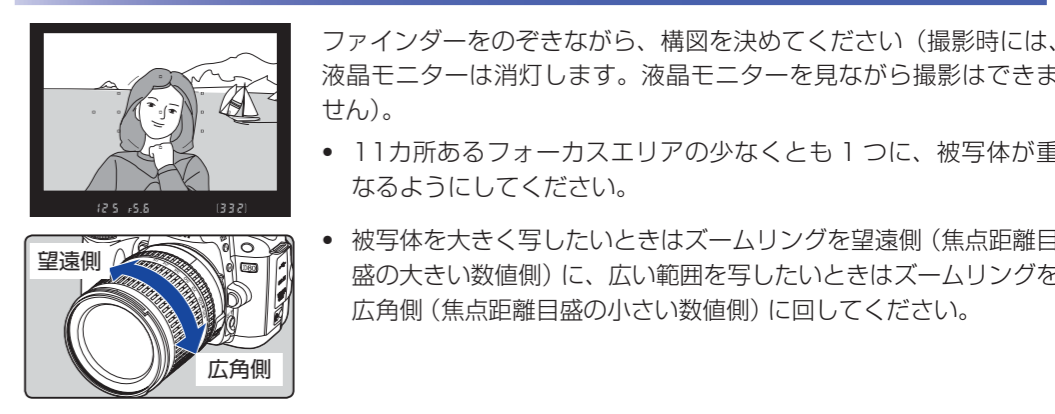 ファインダーをのぞきながら、構図を決めてください（撮影時には、
液晶モニターは消灯します。液晶モニターを見ながら撮影はできま
せん）。
• 11カ所あるフォーカスエリアの少なくとも 1 つに、被写体が重
なるようにしてください。
125 F5.6 [332]
• 被写体を大きく写したいときはズームリングを望遠側（焦点距離目
盛の大きい数値側）に、広い範囲を写したいときはズームリングを
広角側（焦点距離目盛の小さい数値側）に回してください。
望遠側
広角側